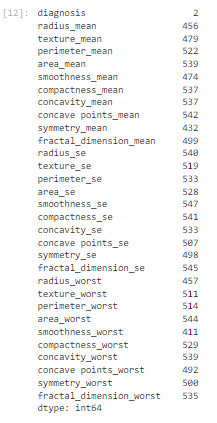 [12]: diagnosis 2
radius_mean 456
texture_mean 479
perimeter_mean 522
area_mean 539
smoothness_mean 474
compactness_mean 537
concavity_mean 537
concave points_mean 542
symmetry_mean 432
fractal_dimension_mean 499
radius_se 540
texture_se 519
perimeter_se 533
area_se 528
smoothness_se 547
compactness_se 541
concavity_se 533
concave points_se 507
symmetry_se 498
fractal_dimension_se 545
radius_worst 457
texture_worst 511
perimeter_worst 514
area_worst 544
smoothness_worst 411
compactness_worst 529
concavity_worst 539
concave points_worst 492
symmetry_worst 500
fractal_dimension_worst 535
dtype: int64